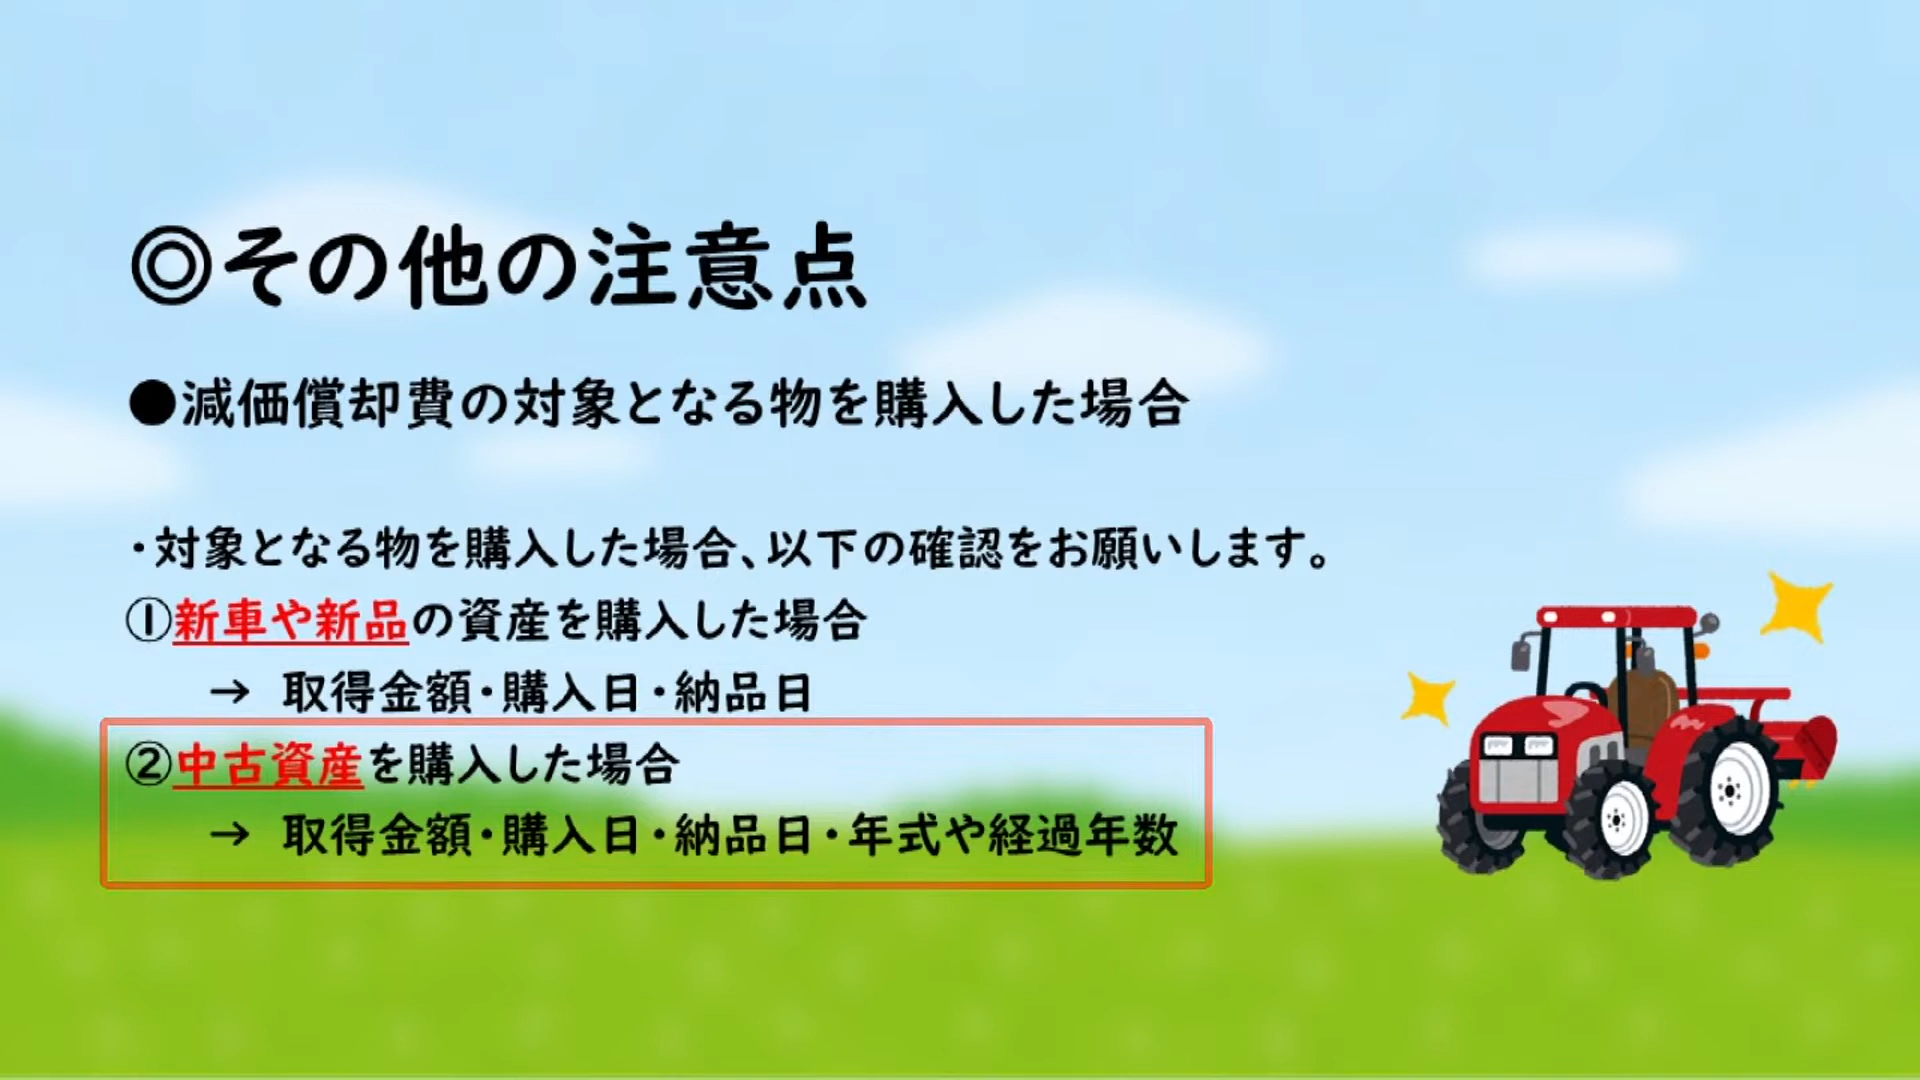 ◎その他の注意点
●減価償却費の対象となる物を購入した場合
・対象となる物を購入した場合、以下の確認をお願いします。
①新車や新品の資産を購入した場合
→ 取得金額・購入日・納品日
②中古資産を購入した場合
→ 取得金額・購入日・納品日・年式や経過年数